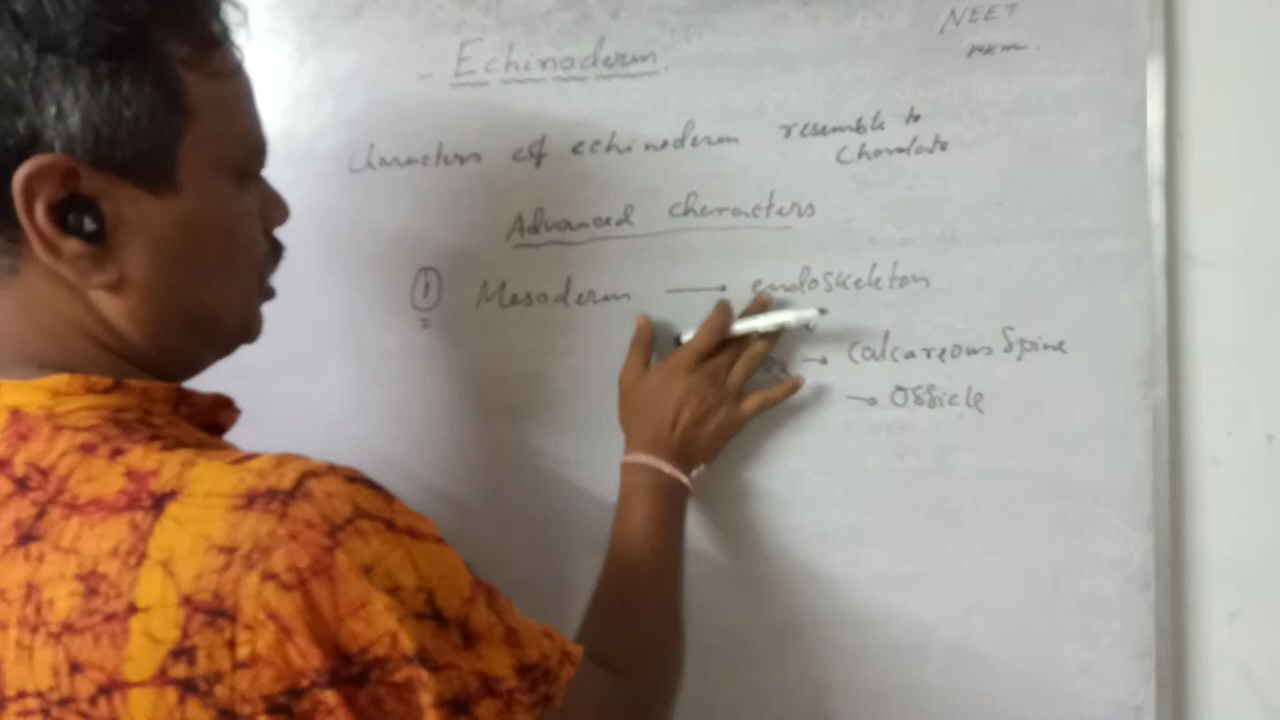 NEET
Echinoderm.
Characters of echinoderm resemble to
Chordate
Advanced characters
① Mesoderm → endoskeleton
→ Calcareous Spine
→ Ossicle